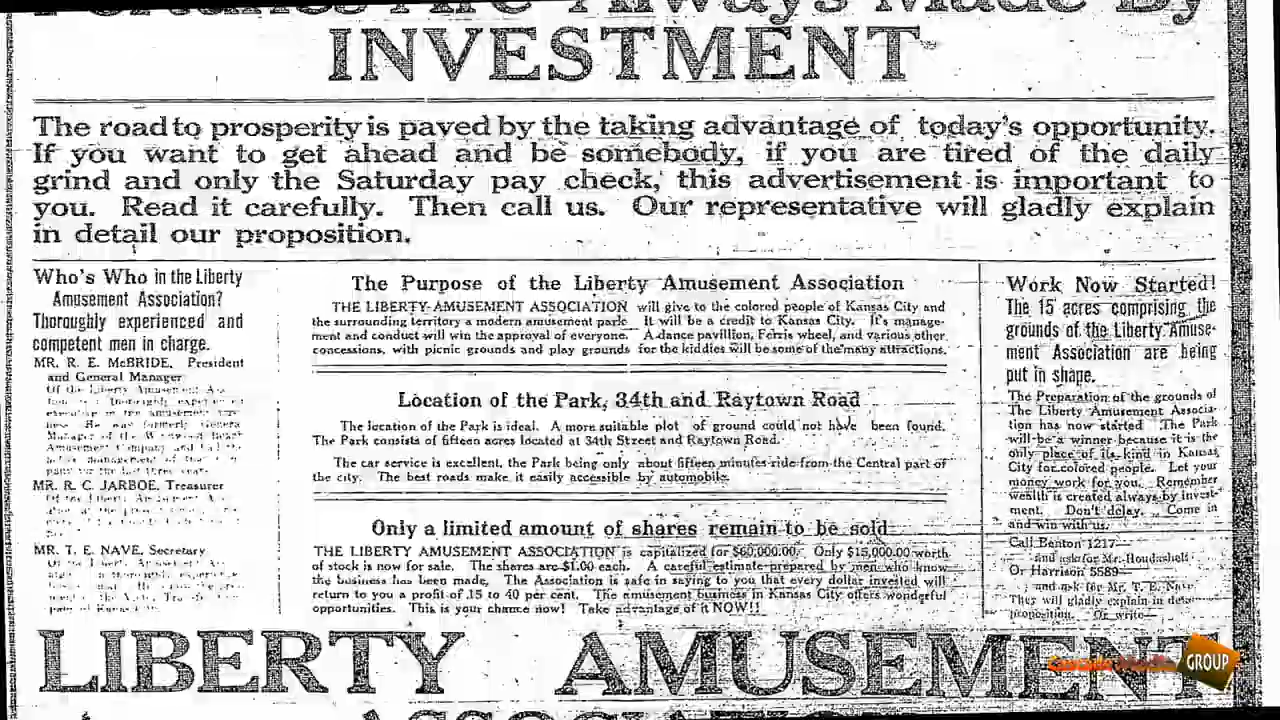 Fortunes Are Always Made By
INVESTMENT
The road to prosperity is paved by the taking advantage of today's opportunity.
If you want to get ahead and be somebody, if you are tired of the daily
grind and only the Saturday pay check, this advertisement is important to
you. Read it carefully. Then call us. Our representative will gladly explain
in detail our proposition.
Who's Who in the Liberty
Amusement Association?
Thoroughly experienced and
competent men in charge.
MR. R. E. McBRIDE, President
and General Manager
MR. R. C. JARBOE, Treasurer
MR. T. E. NAVE, Secretary
The Purpose of the Liberty Amusement Association
THE LIBERTY AMUSEMENT ASSOCIATION will give to the colored people of Kansas City and
the surrounding territory a modern amusement park It will be a credit to Kansas City. It's manage-
ment and conduct will win the approval of everyone. A dance pavillion, Ferris wheel, and various other
concessions, with picnic grounds and play grounds for the kiddies will be some of the many attractions.
Location of the Park, 34th and Raytown Road
The location of the Park is ideal. A more suitable plot of ground could not have been found.
The Park consists of fifteen acres located at 34th Street and Raytown Road.
The car service is excellent, the Park being only about fifteen minutes ride from the Central part of
the city. The best roads make it easily accessible by automobile.
Only a limited amount of shares remain to be sold
THE LIBERTY AMUSEMENT ASSOCIATION is capitalized for $60,000.00. Only $15,000.00 worth
of stock is now for sale. The shares are $1.00 each. A careful estimate prepared by men who know
the business has been made. The Association is safe in saying to you that every dollar invested will
return to you a profit of 15 to 40 per cent. The amusement business in Kansas City offers wonderful
opportunities. This is your chance now! Take advantage of it NOW!!
Work Now Started!
The 15 acres comprising the
grounds of the Liberty Amuse-
ment Association are being
put in shape.
The Preparation of the grounds of
The Liberty Amusement Associa-
tion has now started The Park
will be a winner because it is the
only place of its kind in Kansas
City for colored people. Let your
money work for you. Remember
wealth is created always by invest-
ment. Don't delay. Come in
and win with us.
Call Benton 1217
and ask for Mr. Houdashelt
Or Harrison 5589
and ask for Mr. T. E. Nave
They will gladly explain in
proposition. Or write
LIBERTY AMUSEMENT
GROUP